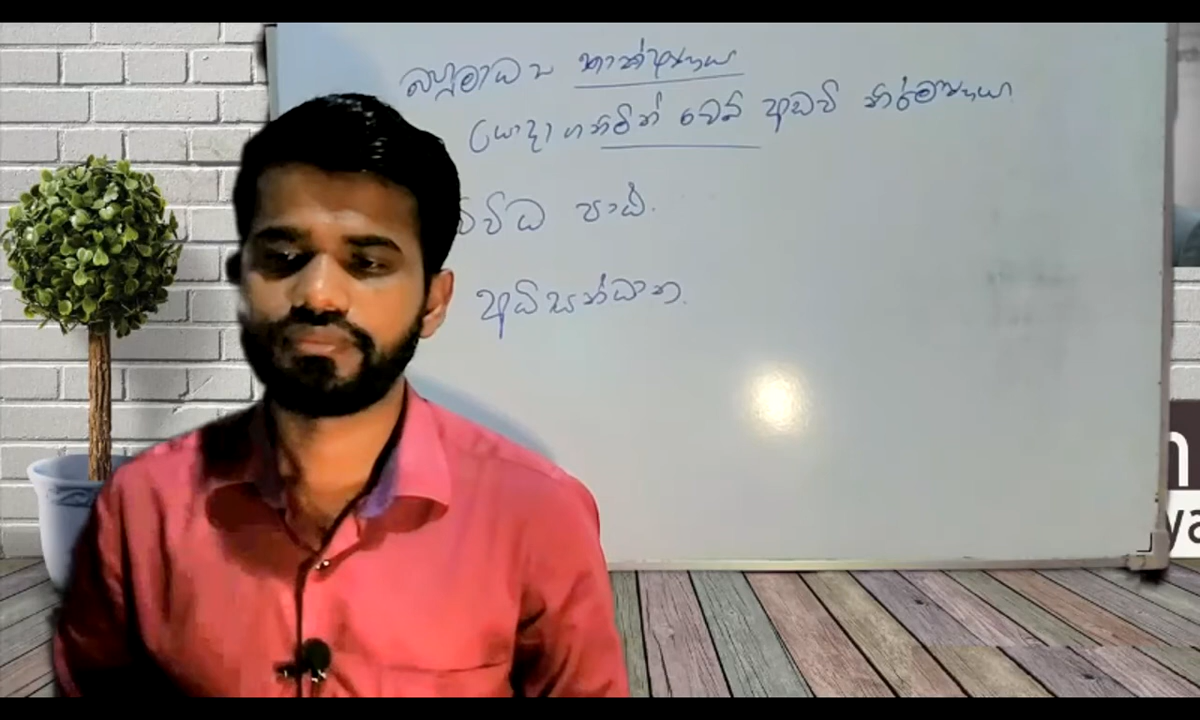 බහුමාධ්‍ය තාක්ෂණය
යොදා ගනිමින් වෙබ් අඩවි නිර්මාණය
විවිධ පාඨ.
අධිසන්ධාන.